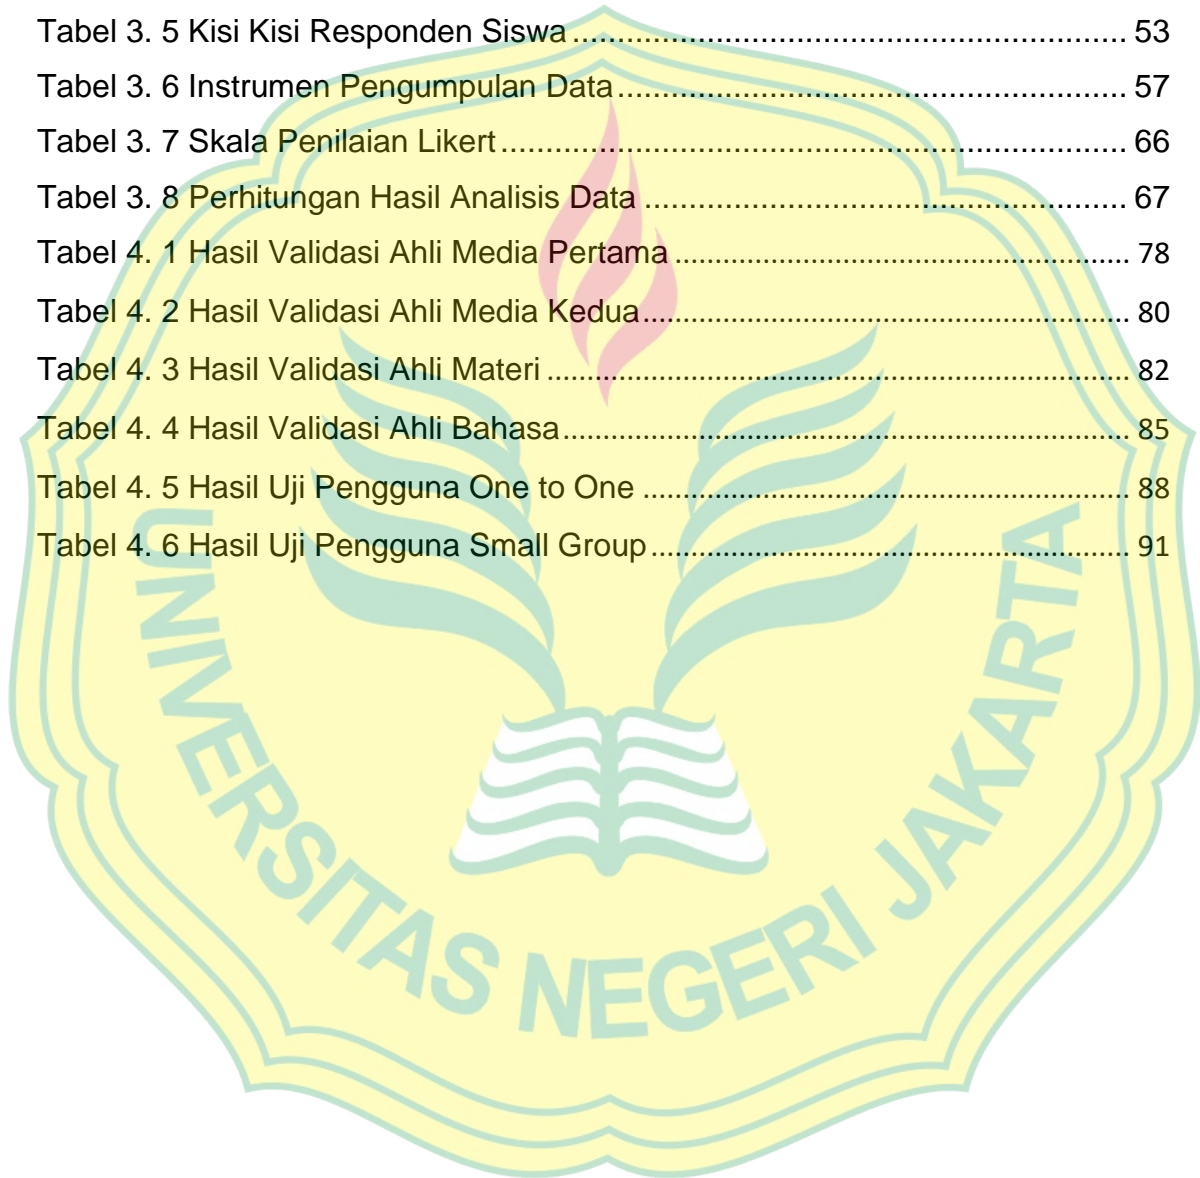 Tabel 3. 5 Kisi Kisi Responden Siswa ........................................................................ 53
Tabel 3. 6 Instrumen Pengumpulan Data .................................................................. 57
Tabel 3. 7 Skala Penilaian Likert ................................................................................. 66
Tabel 3. 8 Perhitungan Hasil Analisis Data ............................................................... 67
Tabel 4. 1 Hasil Validasi Ahli Media Pertama ............................................................ 78
Tabel 4. 2 Hasil Validasi Ahli Media Kedua ................................................................ 80
Tabel 4. 3 Hasil Validasi Ahli Materi ............................................................................ 82
Tabel 4. 4 Hasil Validasi Ahli Bahasa .......................................................................... 85
Tabel 4. 5 Hasil Uji Pengguna One to One ................................................................ 88
Tabel 4. 6 Hasil Uji Pengguna Small Group ............................................................... 91
UNIVERSITAS NEGERI JAKARTA